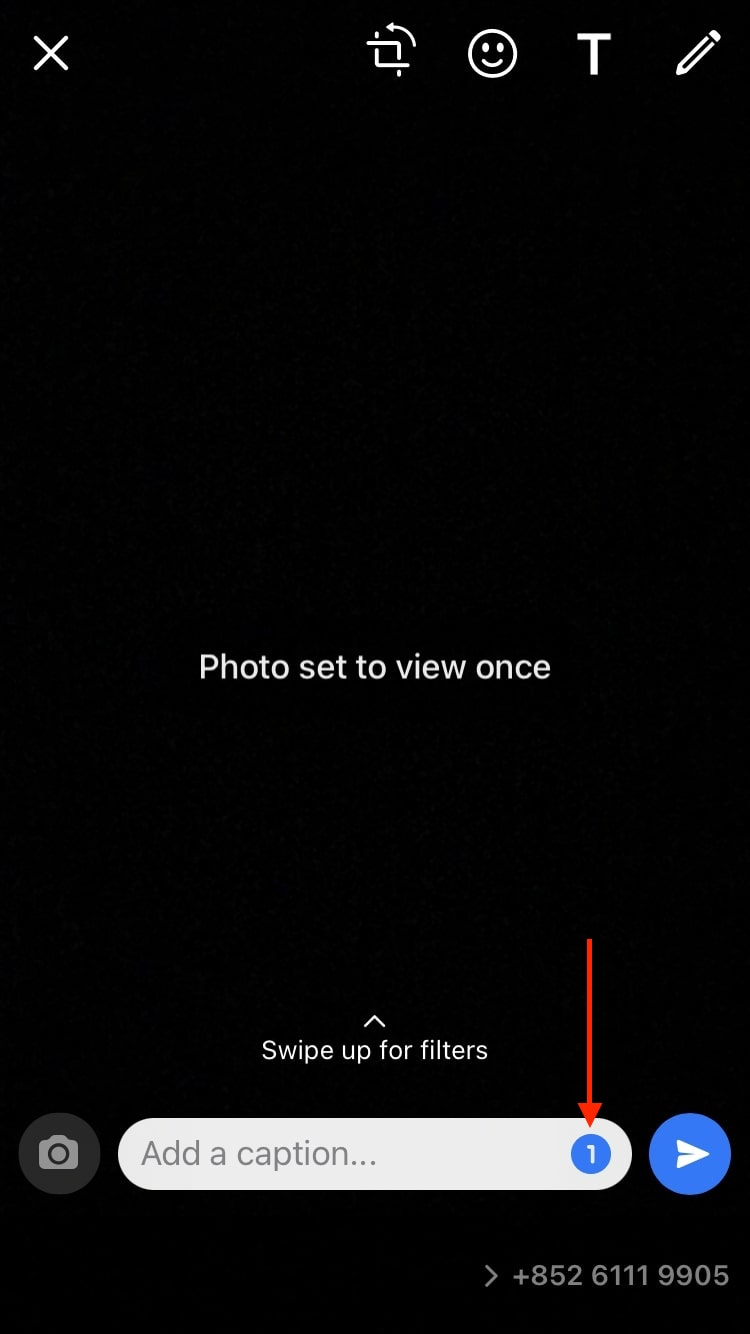 T
Photo set to view once
Swipe up for filters
Add a caption...
1
+852 6111 9905